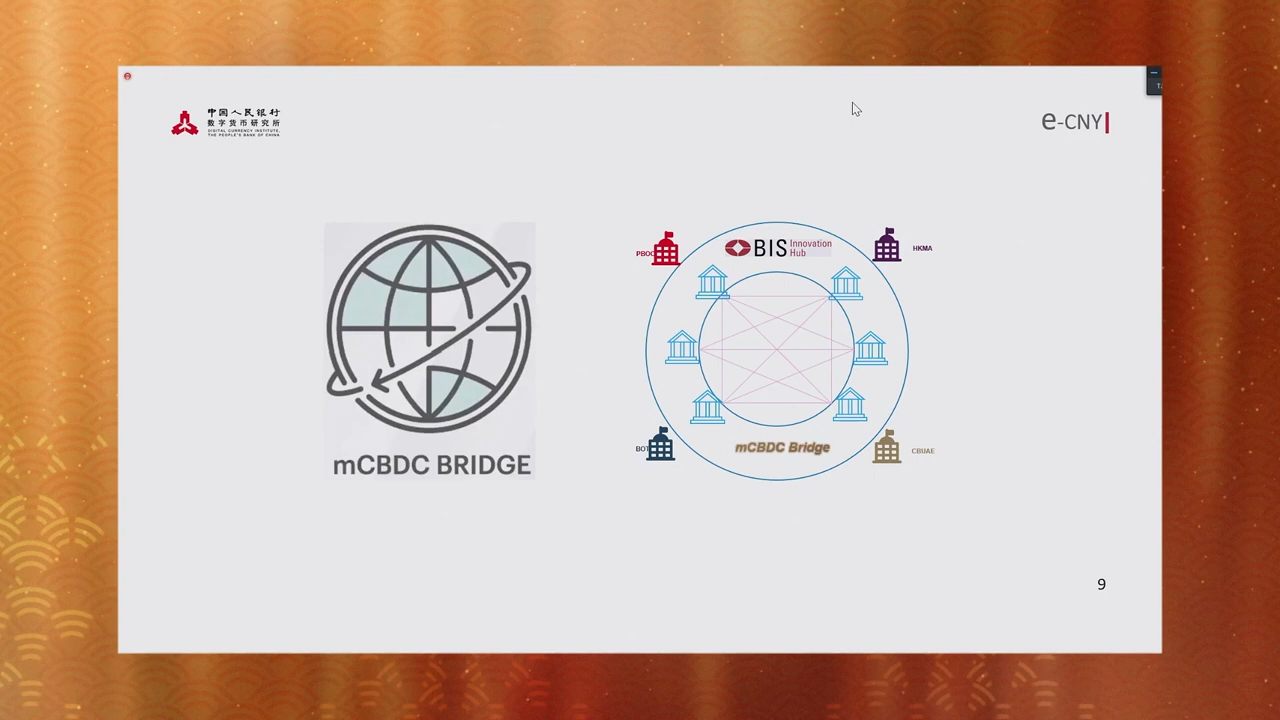 中国人民银行
数字货币研究所
DIGITAL CURRENCY INSTITUTE,
THE PEOPLE'S BANK OF CHINA
e-CNY
BIS Innovation
Hub
PBOC
HKMA
BOT
mCBDC Bridge
CBUAE
mCBDC BRIDGE
9